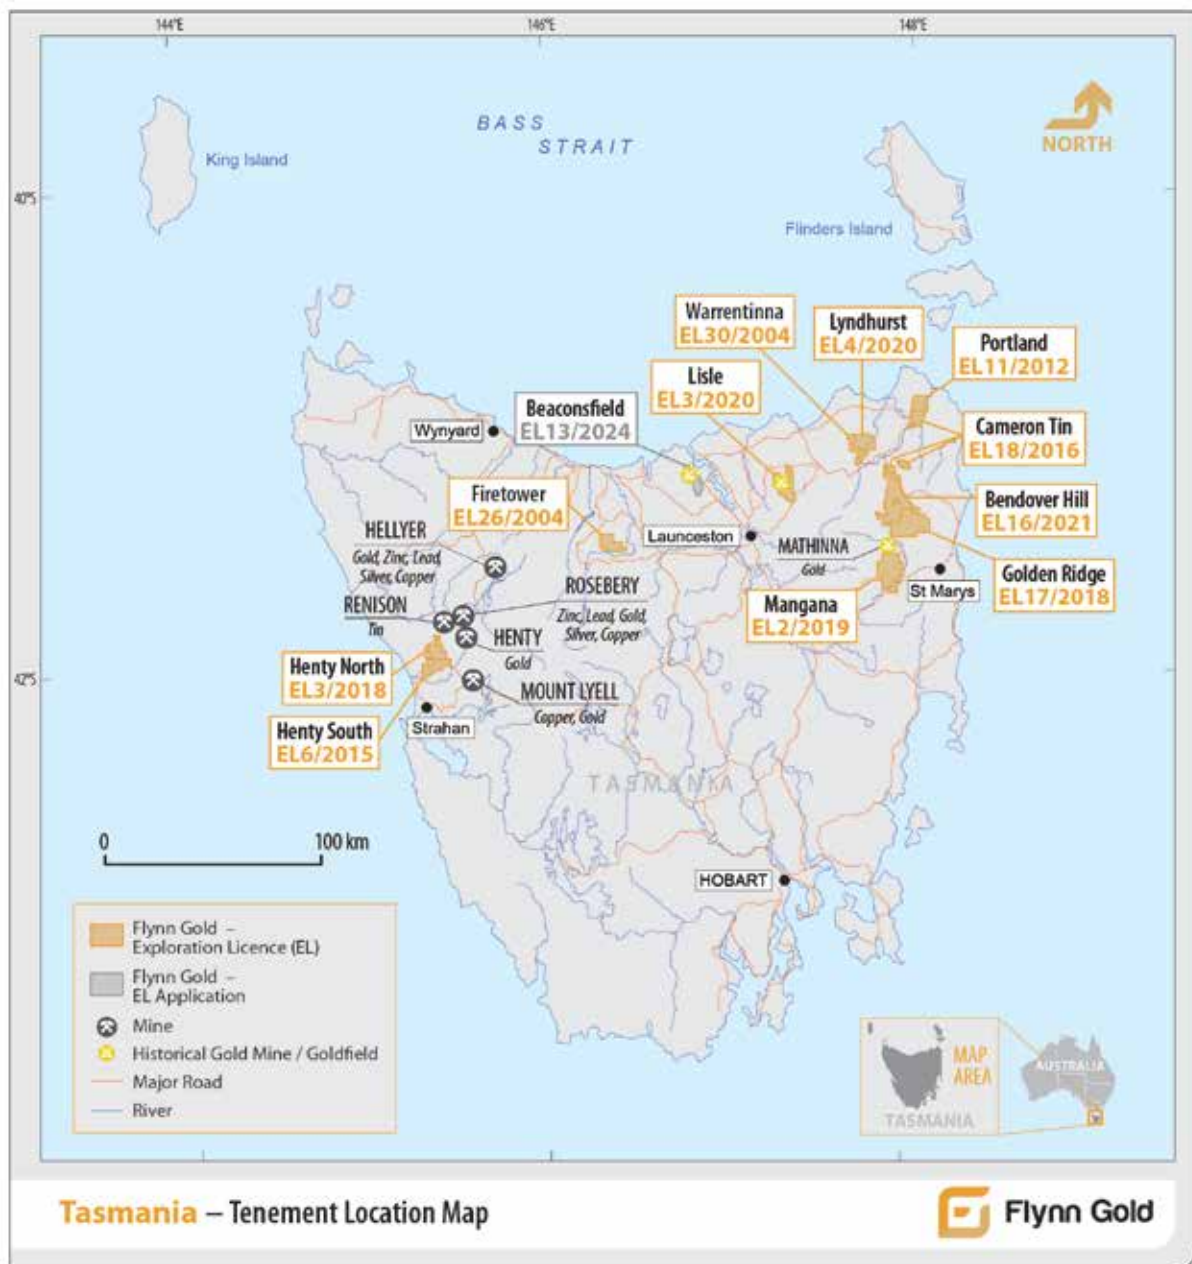 144°E
146°E
148°E
BASS
STRAIT
NORTH
King Island
40°S
Flinders Island
Warrentinna
EL30/2004
Lyndhurst
EL4/2020
Portland
EL11/2012
Lisle
EL3/2020
Beaconsfield
EL13/2024
Cameron Tin
EL18/2016
Wynyard
Firetower
EL26/2004
Bendover Hill
EL16/2021
HELLYER
Gold, Zinc, Lead,
Silver, Copper
Launceston
MATHINNA
Gold
Golden Ridge
EL17/2018
St Marys
RENISON
Tin
ROSEBERY
Zinc, Lead, Gold,
Silver, Copper
Mangana
EL2/2019
HENTY
Gold
Henty North
EL3/2018
42°S
MOUNT LYELL
Copper, Gold
Henty South
EL6/2015
Strahan
TASMANIA
0
100 km
HOBART
Flynn Gold –
Exploration Licence (EL)
Flynn Gold –
EL Application
Mine
Historical Gold Mine / Goldfield
Major Road
River
MAP
AREA
TASMANIA
AUSTRALIA
Tasmania – Tenement Location Map
Flynn Gold